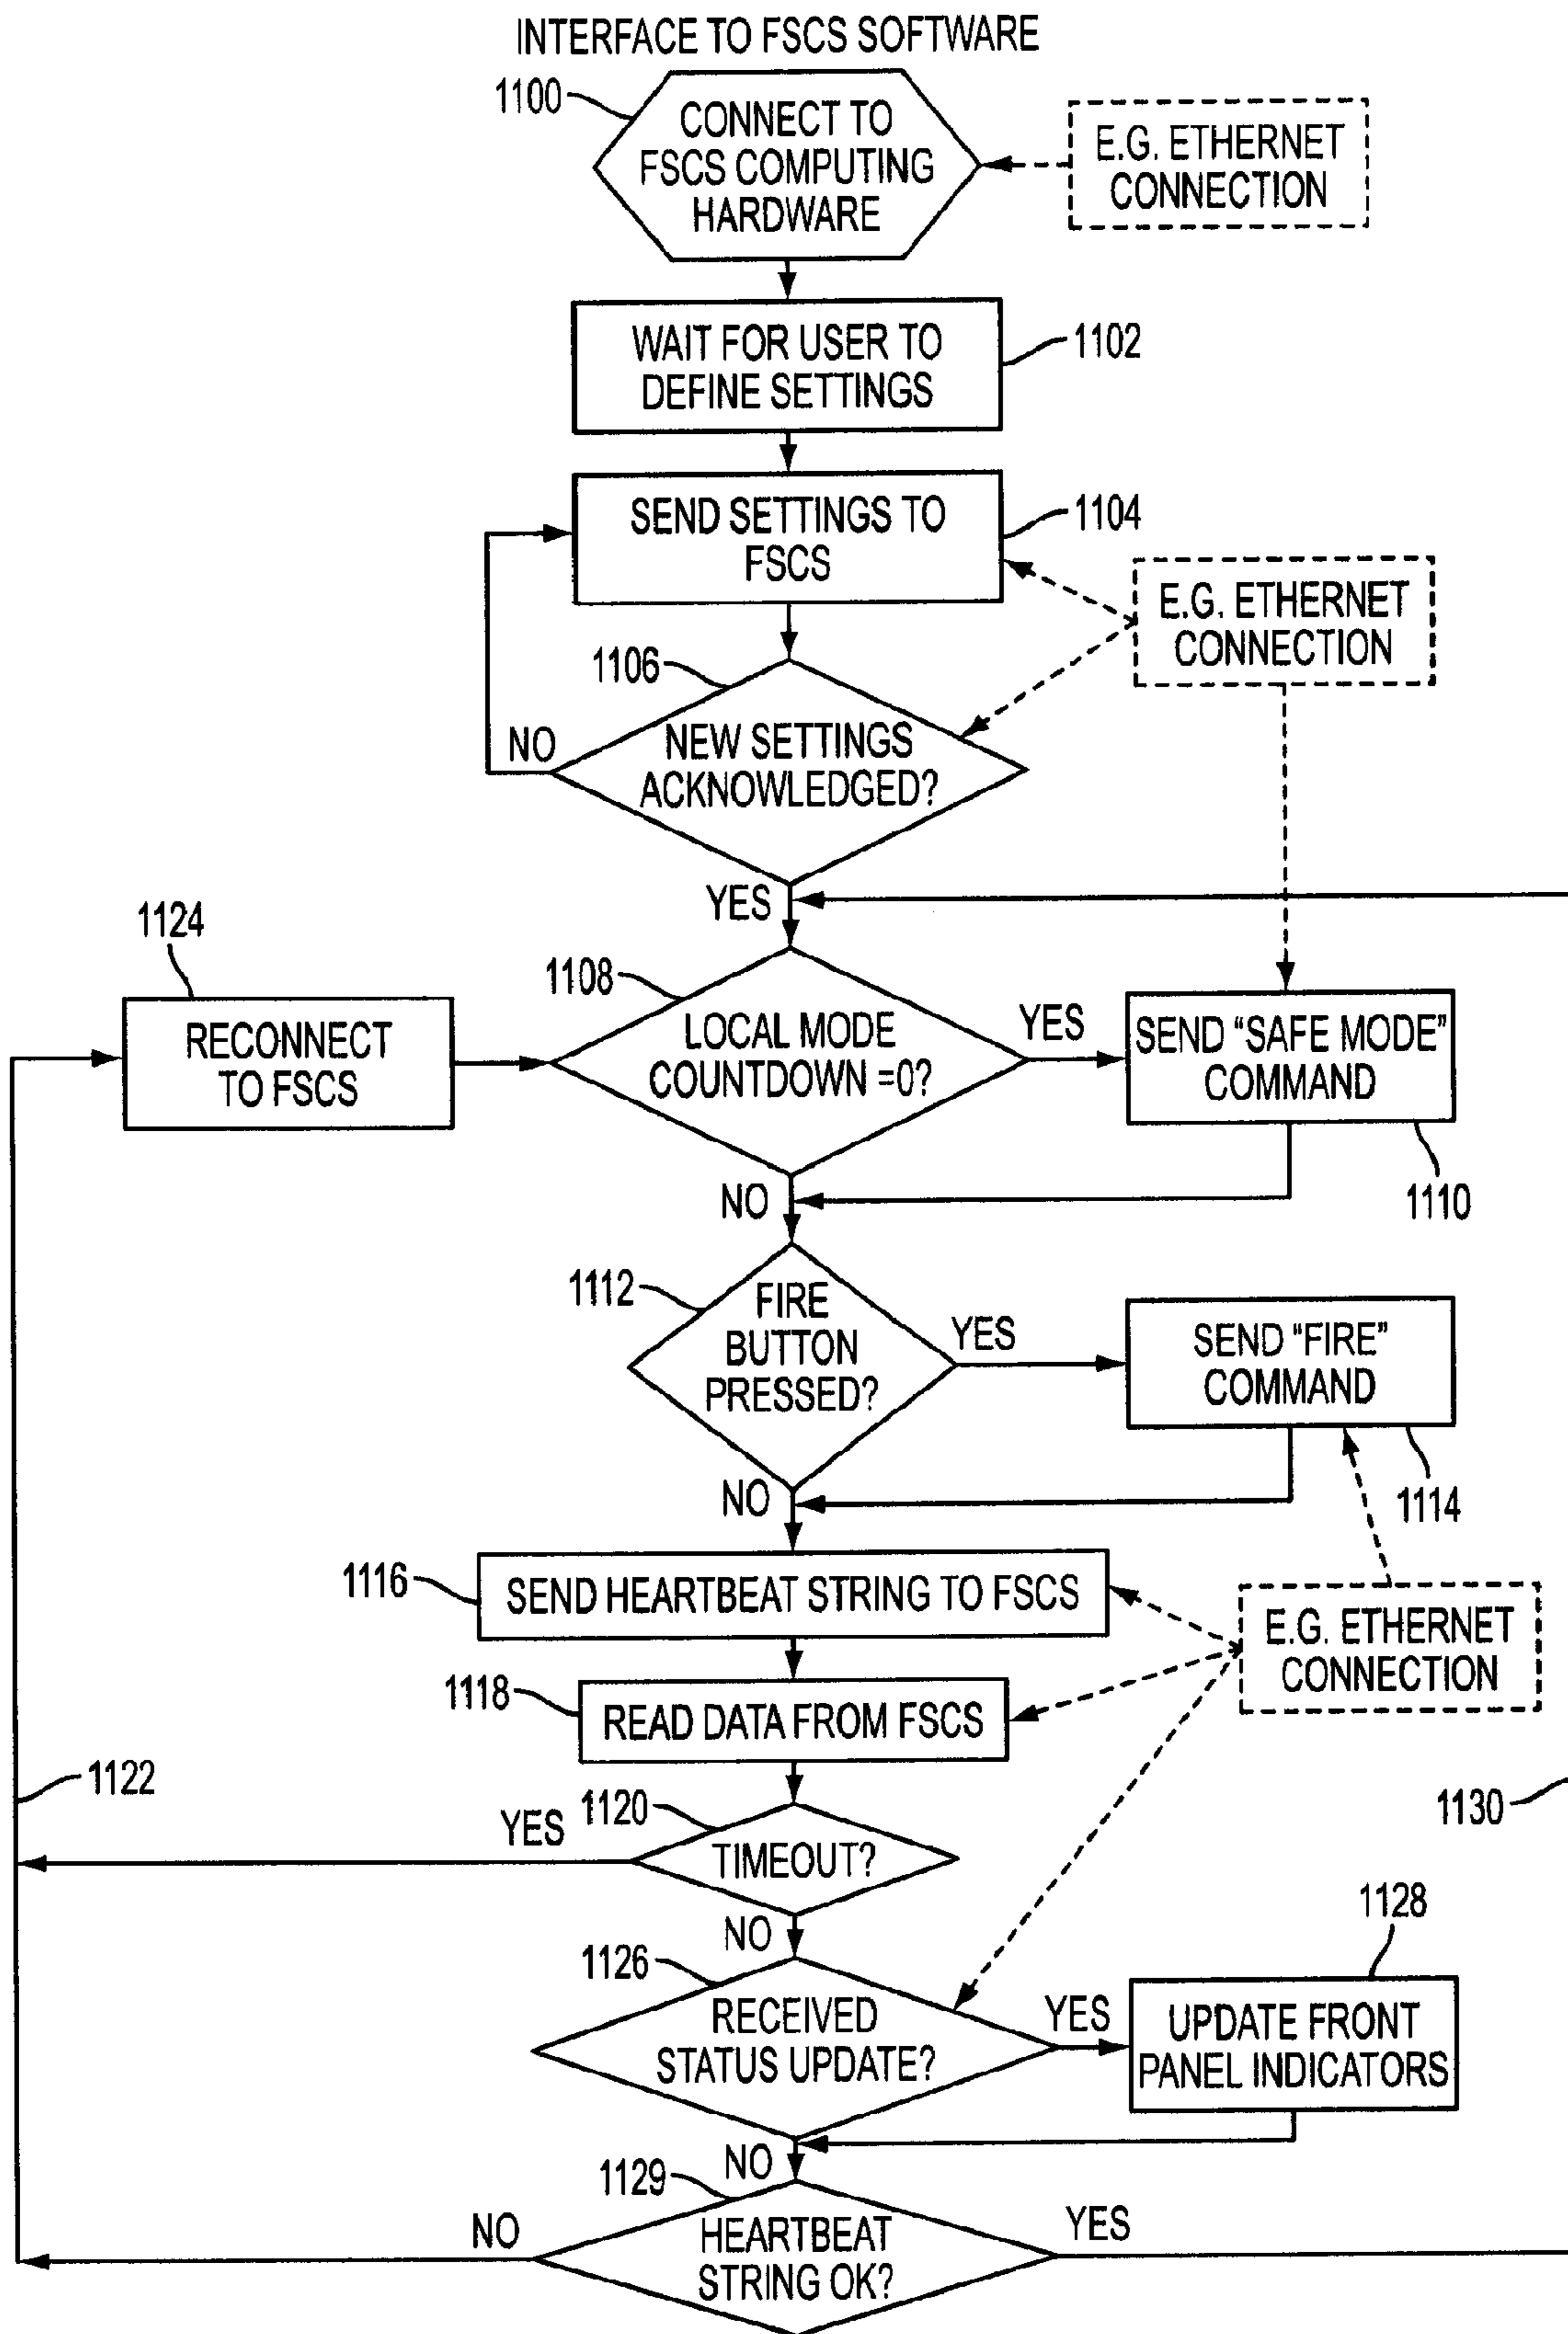 INTERFACE TO FSCS SOFTWARE
1100
CONNECT TO
FSCS COMPUTING
HARDWARE
E.G. ETHERNET
CONNECTION
WAIT FOR USER TO
DEFINE SETTINGS
1102
SEND SETTINGS TO
FSCS
1104
E.G. ETHERNET
CONNECTION
1106
NEW SETTINGS
ACKNOWLEDGED?
NO
YES
1124
RECONNECT
TO FSCS
1108
LOCAL MODE
COUNTDOWN =0?
YES
SEND "SAFE MODE"
COMMAND
1110
NO
1112
FIRE
BUTTON
PRESSED?
YES
SEND "FIRE"
COMMAND
1114
NO
1116
SEND HEARTBEAT STRING TO FSCS
E.G. ETHERNET
CONNECTION
1118
READ DATA FROM FSCS
1122
1120
YES
TIMEOUT?
1130
NO
1128
1126
RECEIVED
STATUS UPDATE?
YES
UPDATE FRONT
PANEL INDICATORS
NO
1129
HEARTBEAT
STRING OK?
NO
YES